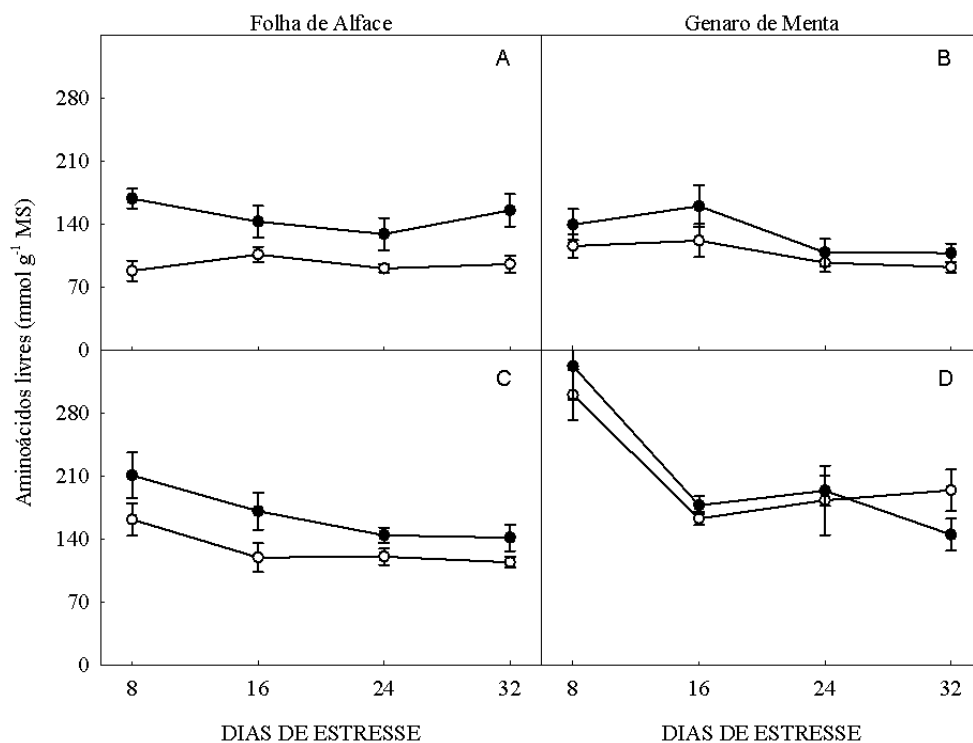 Folha de Alface Genaro de Menta
A B
280
210
140
70
0
C D
280
210
140
70
0
Aminoácidos livres (mmol g-1 MS)
8 16 24 32 8 16 24 32
DIAS DE ESTRESSE DIAS DE ESTRESSE